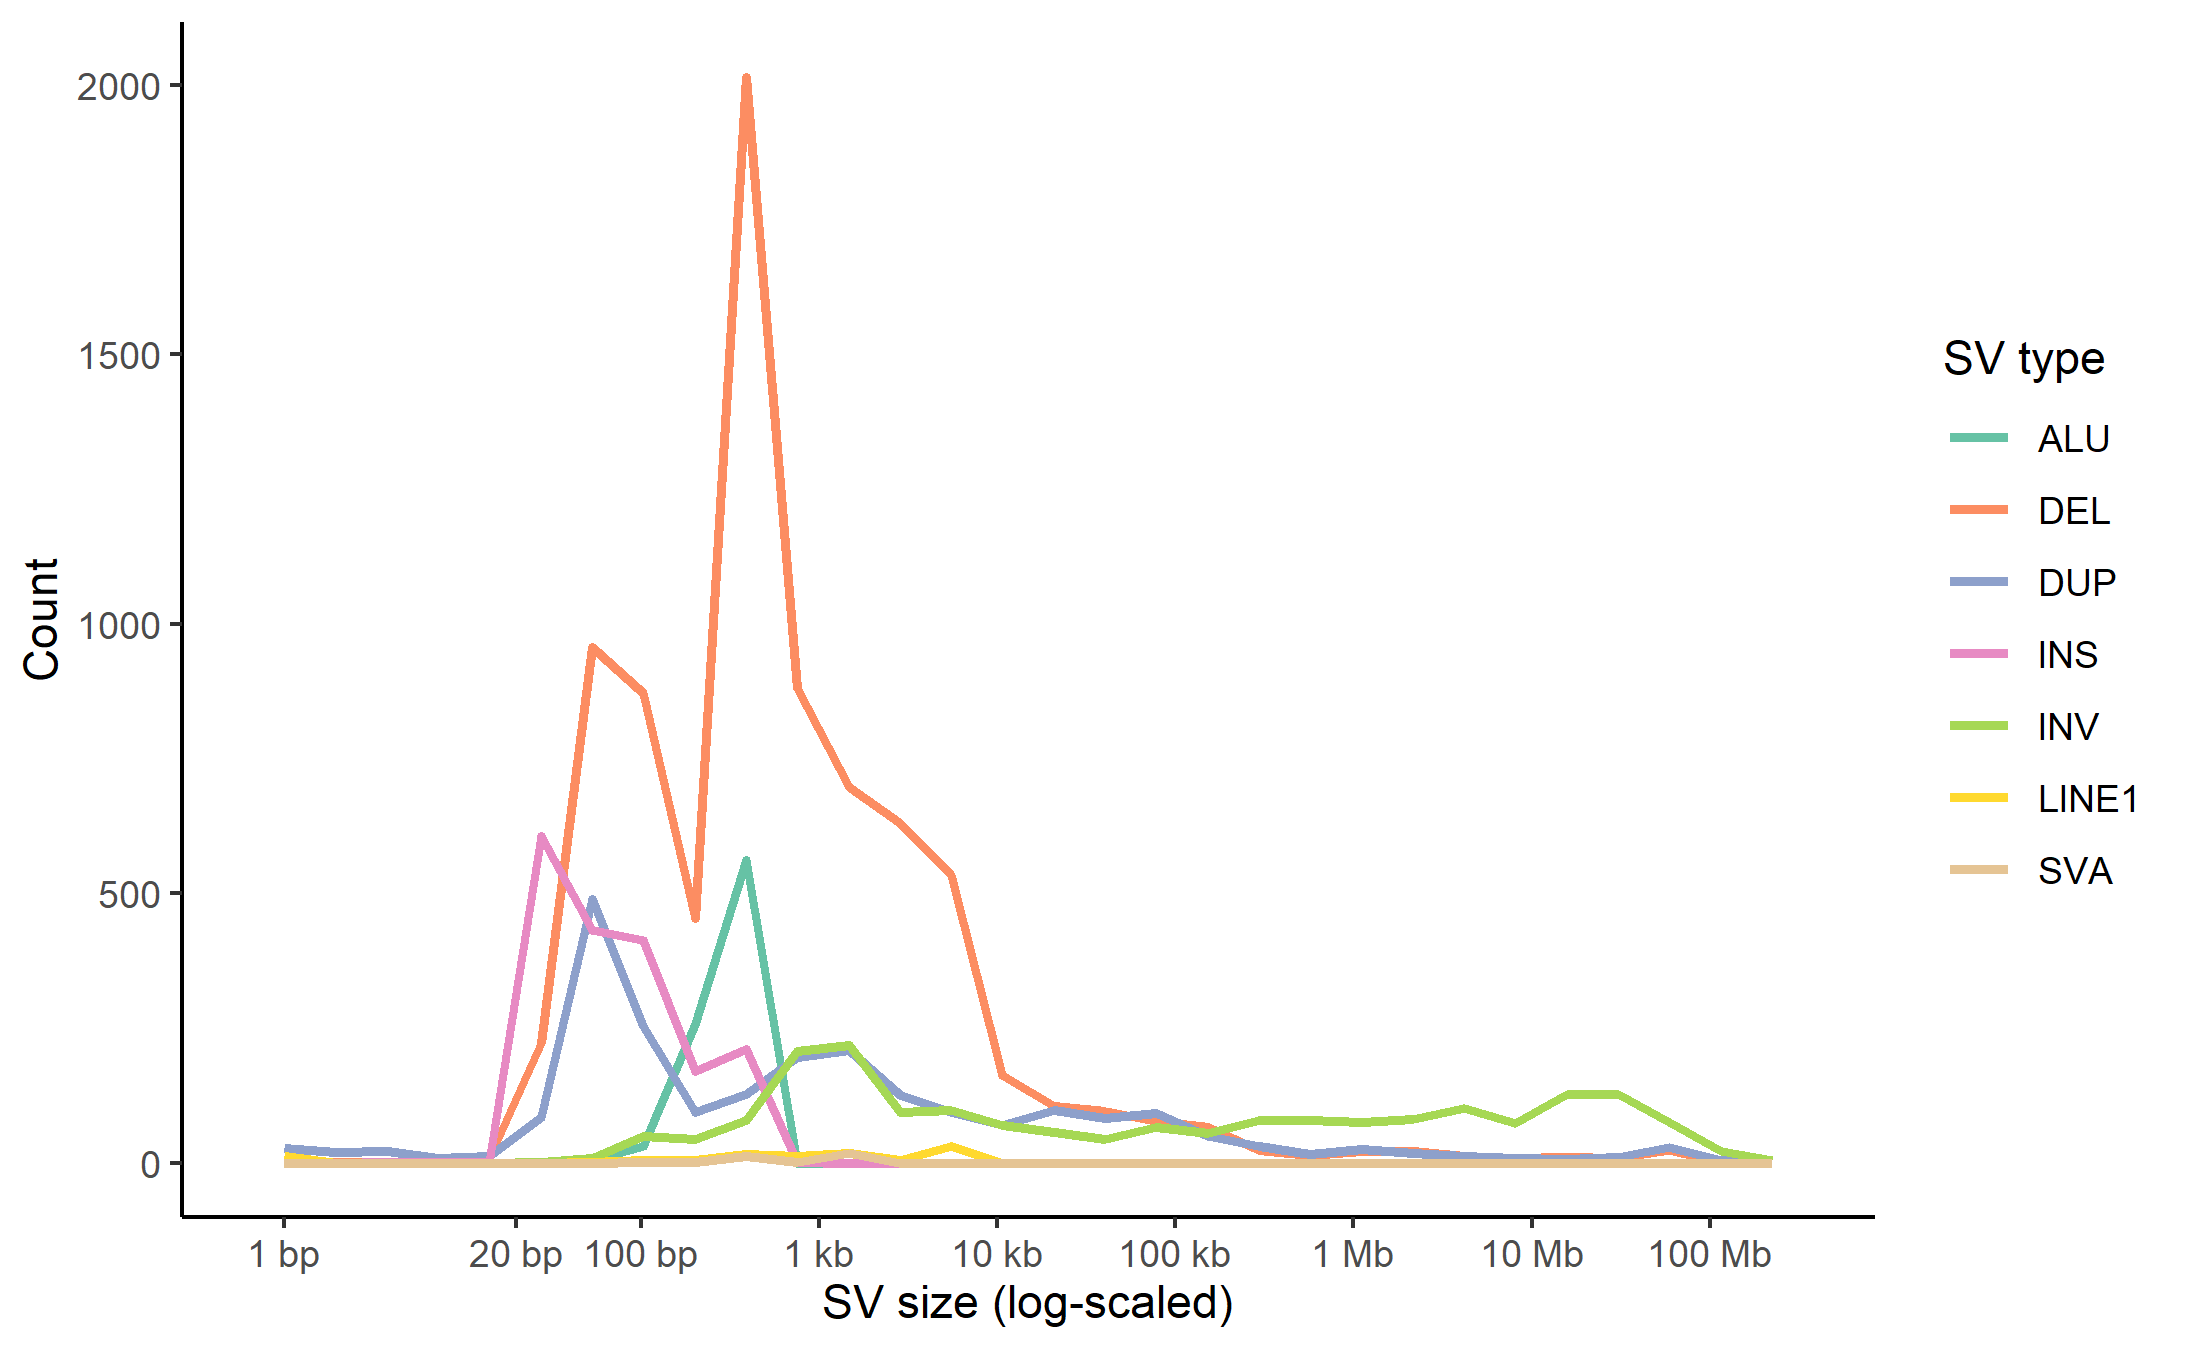 2000
1500
1000
500
0
Count
1 bp 20 bp 100 bp 1 kb 10 kb 100 kb 1 Mb 10 Mb 100 Mb
SV size (log-scaled)
SV type
ALU
DEL
DUP
INS
INV
LINE1
SVA